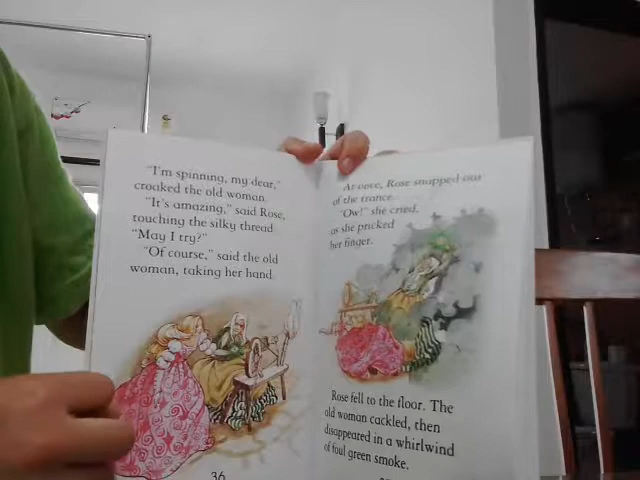 "I'm spinning, my dear,"
croaked the old woman.
"It's amazing," said Rose,
touching the silky thread.
"May I try?"
"Of course," said the old
woman, taking her hand.
36
At once, Rose snapped out
of the trance.
"Ow!" she cried,
as she pricked
her finger.
Rose fell to the floor. The
old woman cackled, then
disappeared in a whirlwind
of foul green smoke.